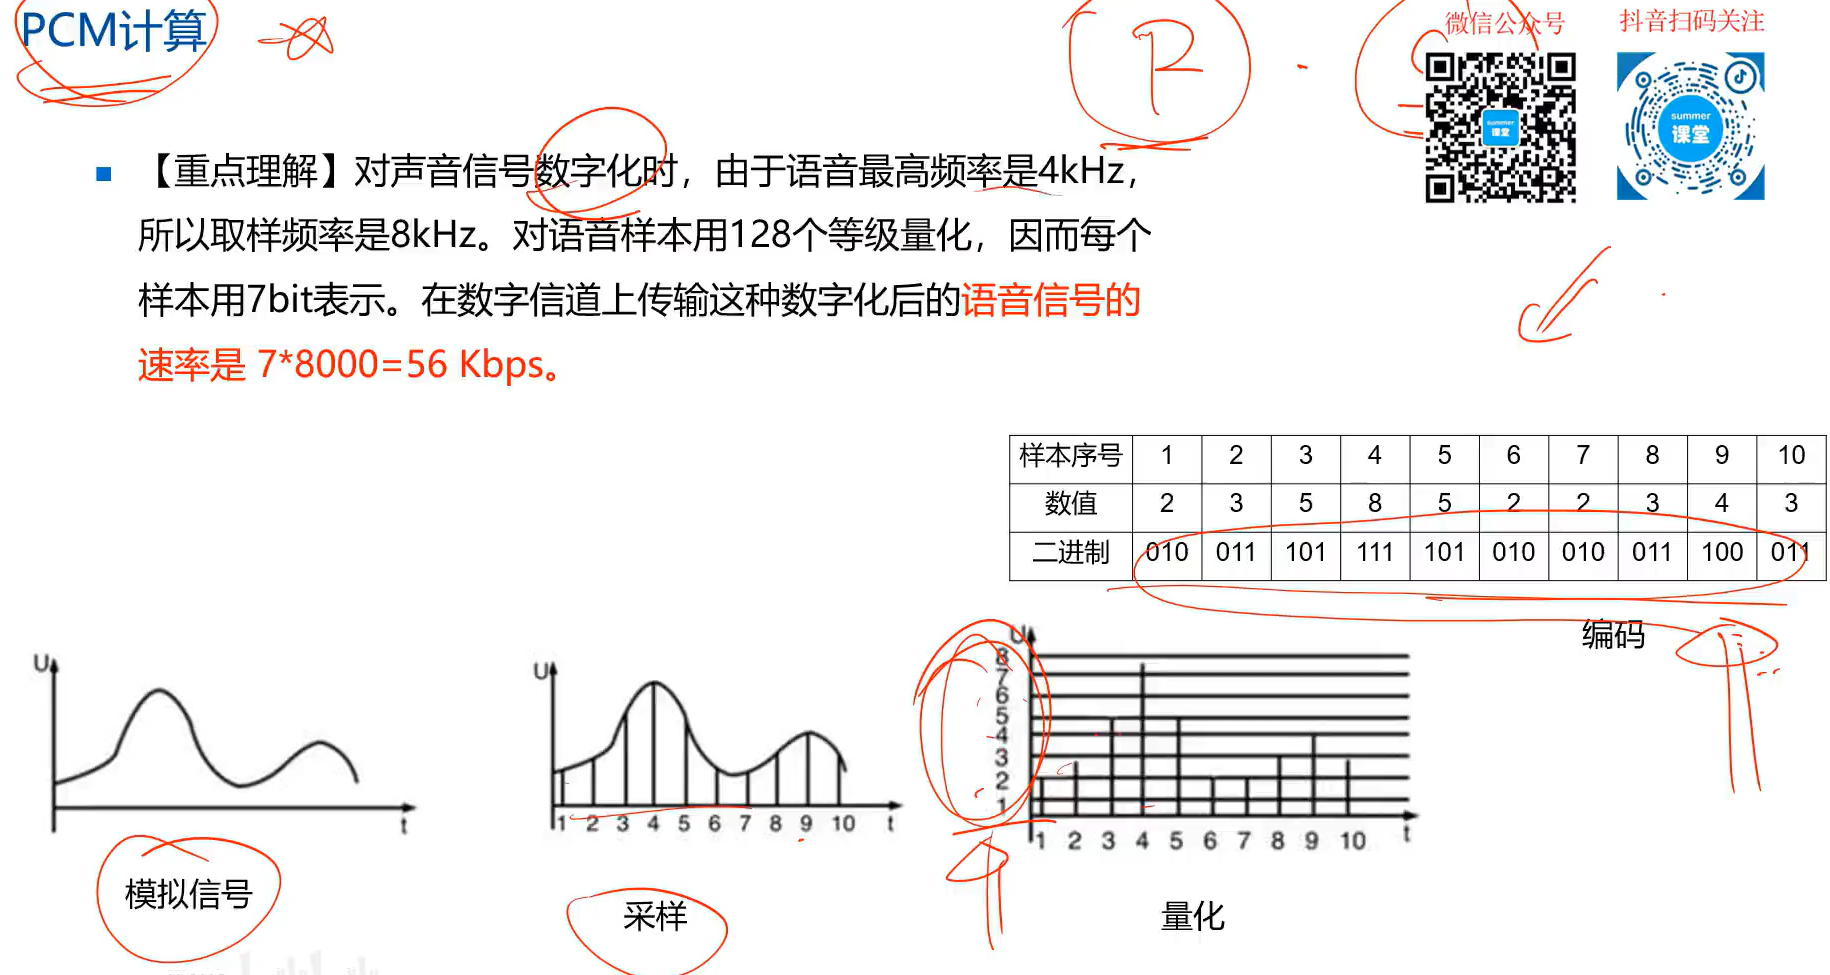 PCM计算
微信公众号
抖音扫码关注
R
summer
课堂
summer
课堂
【重点理解】对声音信号数字化时，由于语音最高频率是4kHz，
所以取样频率是8kHz。对语音样本用128个等级量化，因而每个
样本用7bit表示。在数字信道上传输这种数字化后的语音信号的
速率是 7*8000=56 Kbps。
样本序号 1 2 3 4 5 6 7 8 9 10
数值 2 3 5 8 5 2 2 3 4 3
二进制 010 011 101 111 101 010 010 011 100 011
编码
U
t
模拟信号
U
1 2 3 4 5 6 7 8 9 10 t
采样
U
8
7
6
5
4
3
2
1
1 2 3 4 5 6 7 8 9 10 t
量化